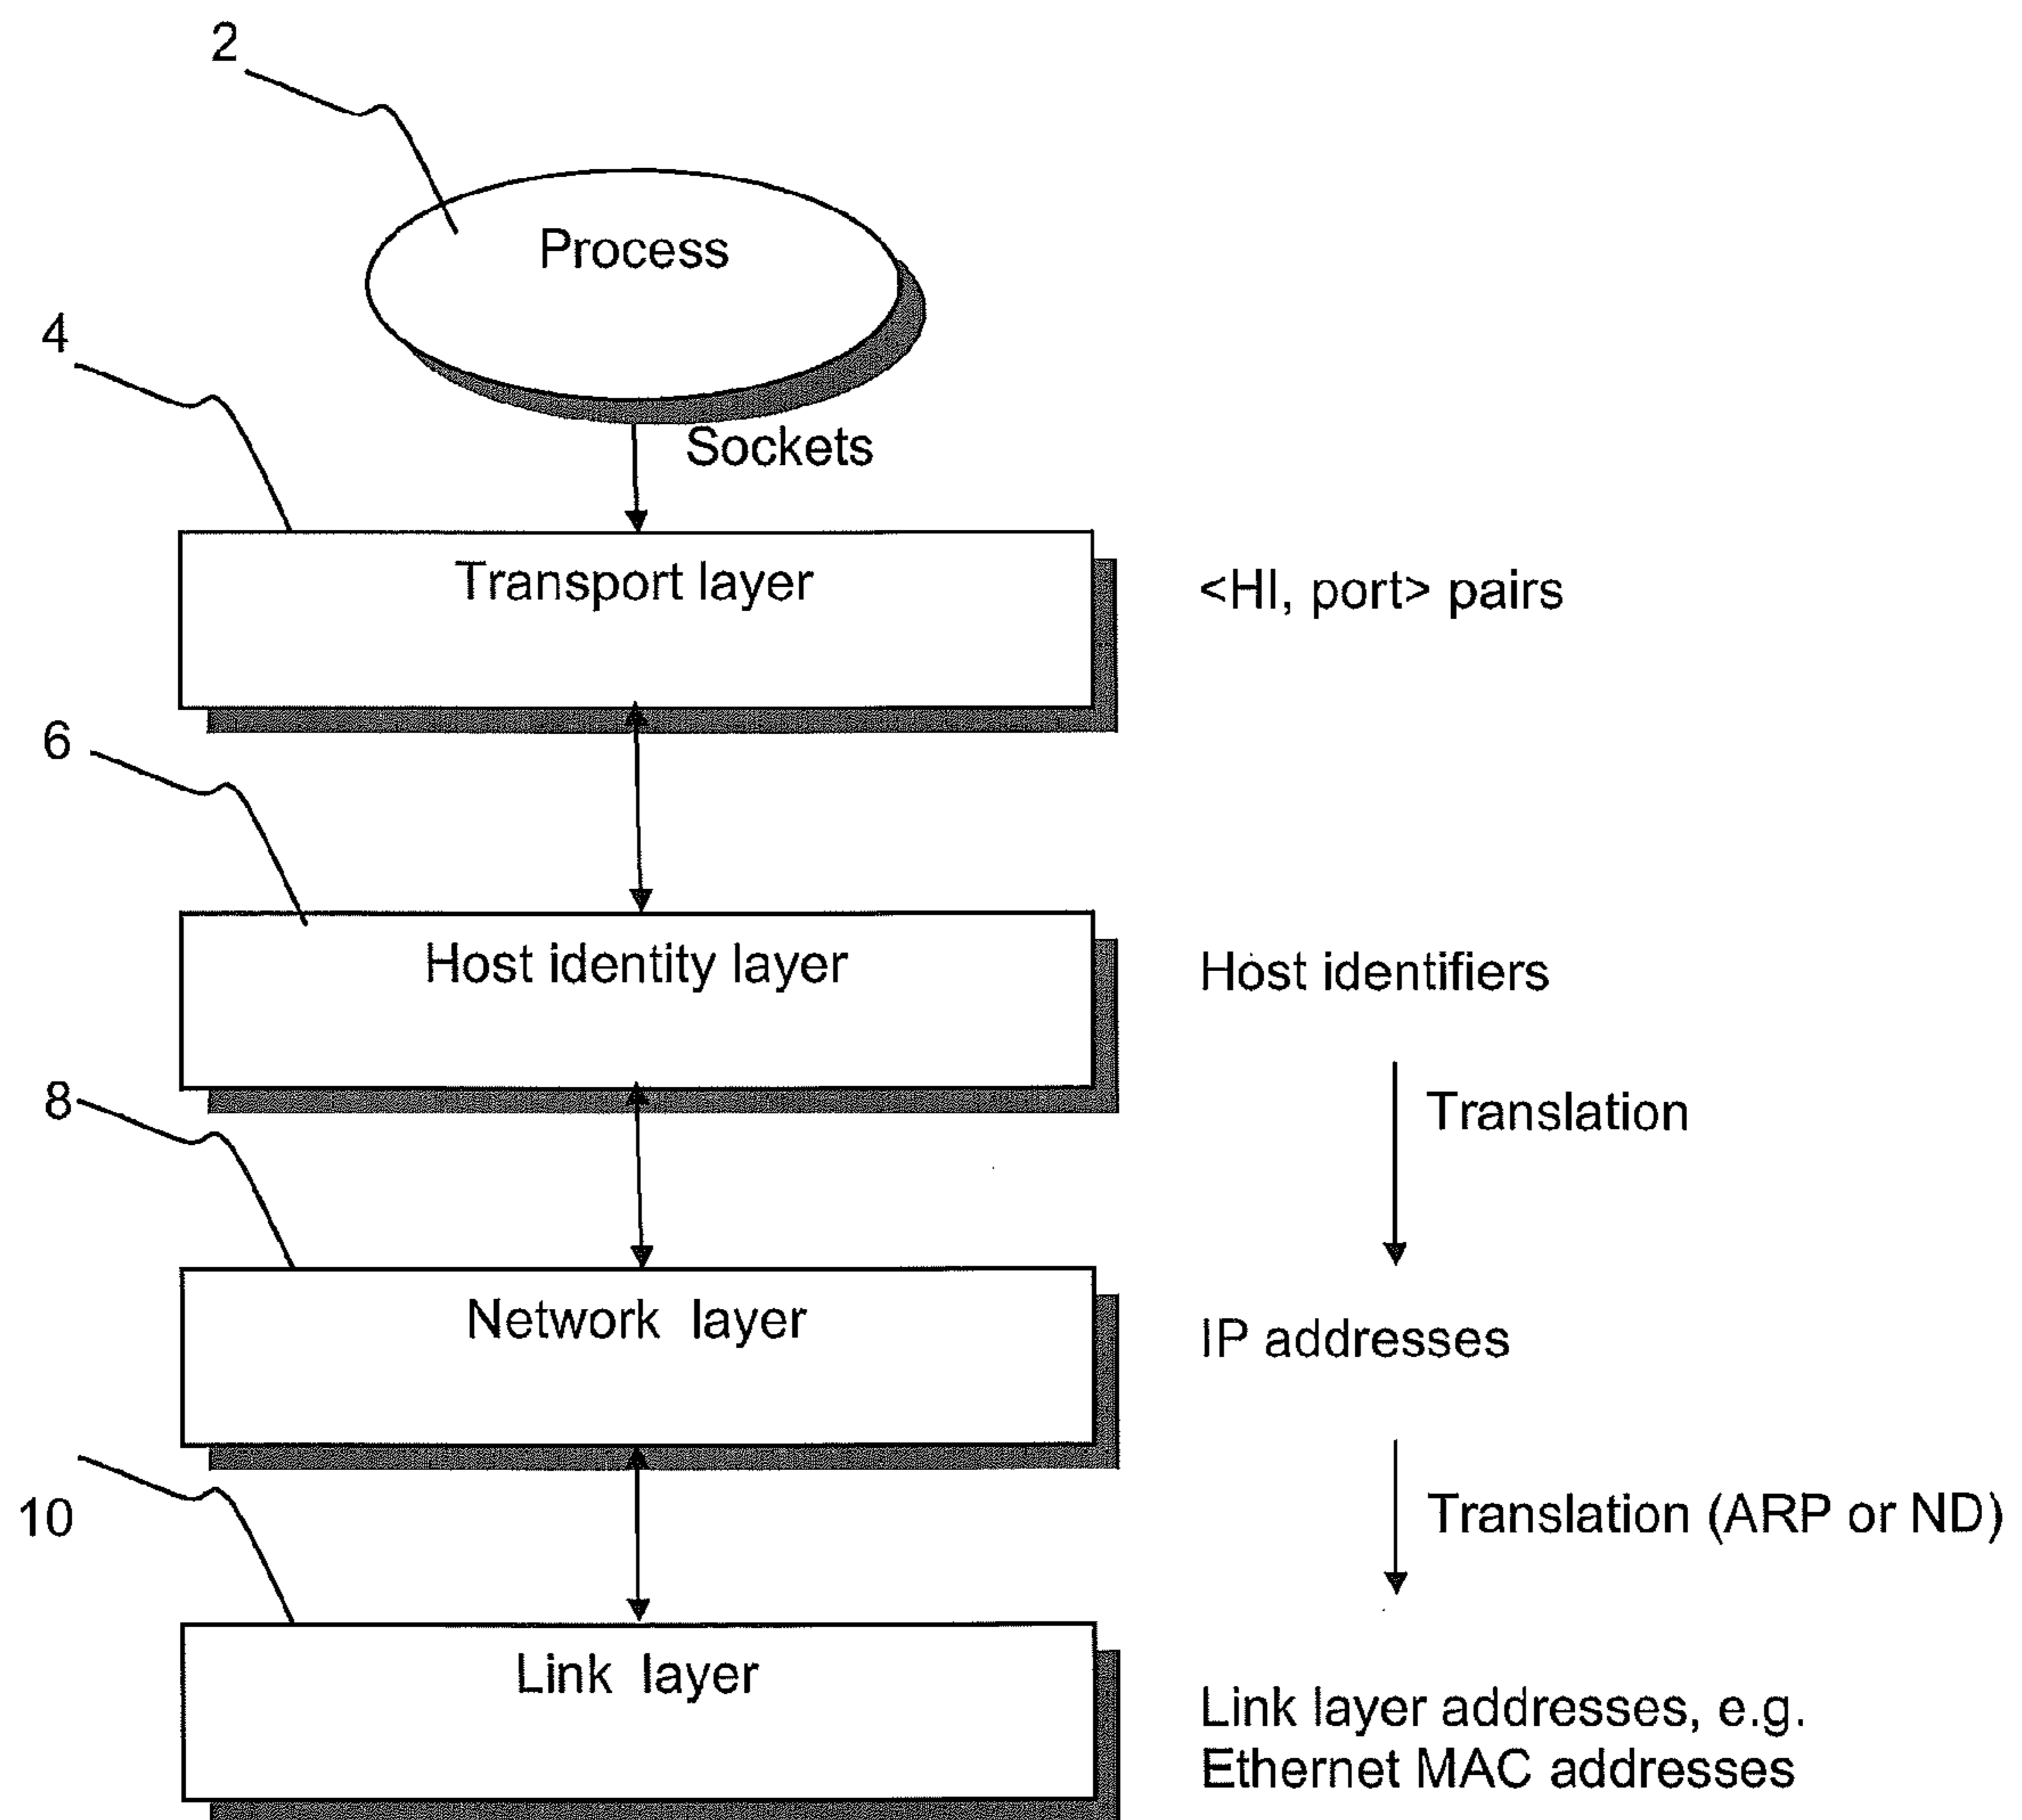 2
Process
4
Sockets
Transport layer
<HI, port> pairs
6
Host identity layer
Host identifiers
8
Translation
Network layer
IP addresses
10
Translation (ARP or ND)
Link layer
Link layer addresses, e.g.
Ethernet MAC addresses